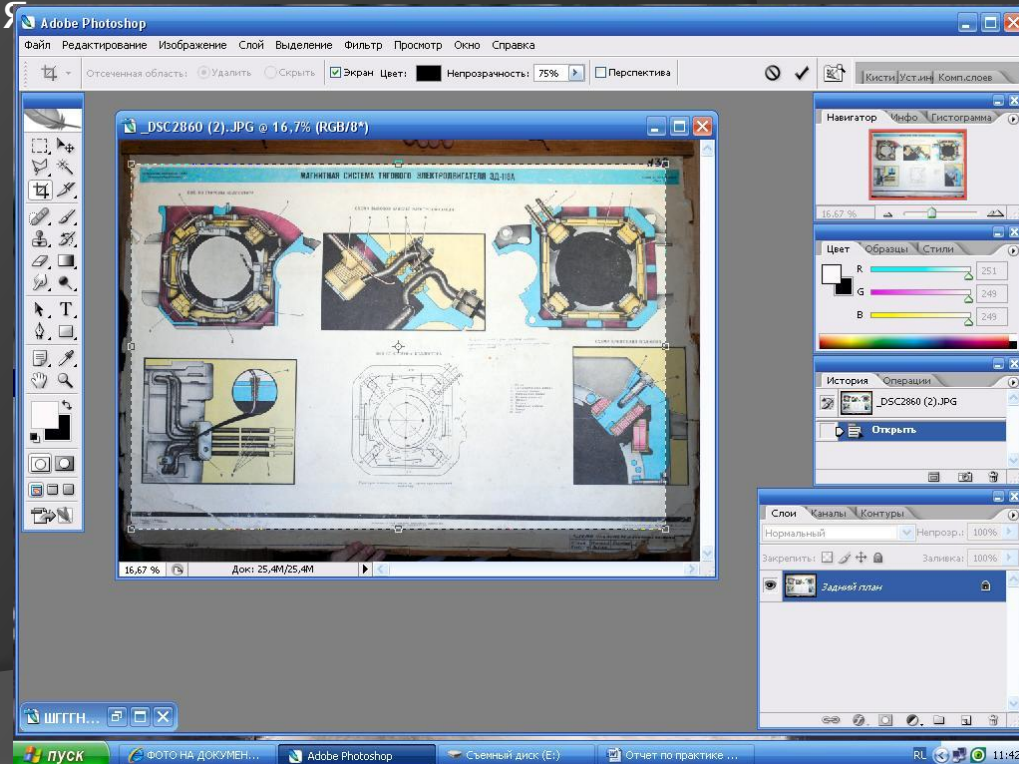 Я
Adobe Photoshop
Файл Редактирование Изображение Слой Выделение Фильтр Просмотр Окно Справка
Отсеченная область: Удалить Скрыть Экран Цвет: Непрозрачность: 75% Перспектива
Кисти Уст.ин Комп.слоев
_DSC2860 (2).JPG @ 16,7% (RGB/8*)
МАГНИТНАЯ СИСТЕМА ТЯГОВОГО ЭЛЕКТРОДВИГАТЕЛЯ ЭД-118А
16,67 % Док: 25,4M/25,4M
Навигатор Инфо Гистограмма
16.67 %
Цвет Образцы Стили
R 251
G 249
B 249
История Операции
_DSC2860 (2).JPG
Открыть
Слои Каналы Контуры
Нормальный Непрозр.: 100%
Закрепить: Заливка: 100%
Задний план
ШГГГН...
пуск ФОТО НА ДОКУМЕН... Adobe Photoshop Съемный диск (E:) Отчет по практике ... RL 11:42